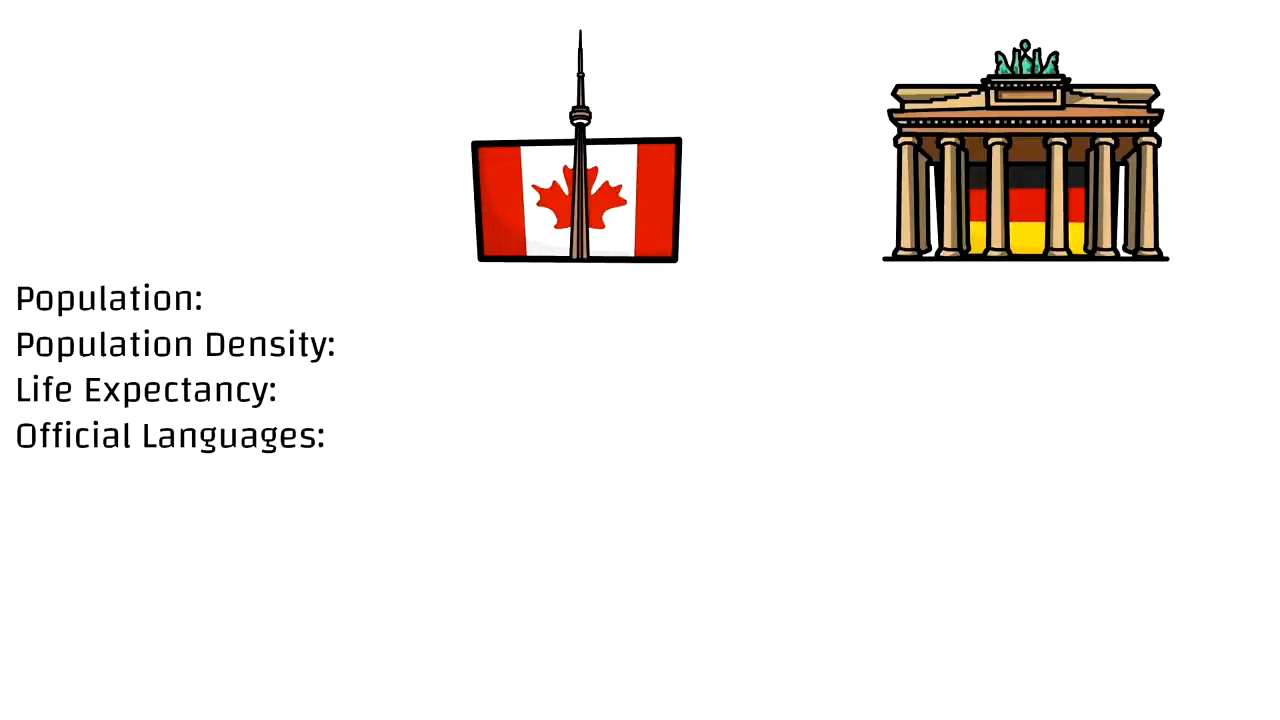 Population:
Population Density:
Life Expectancy:
Official Languages: